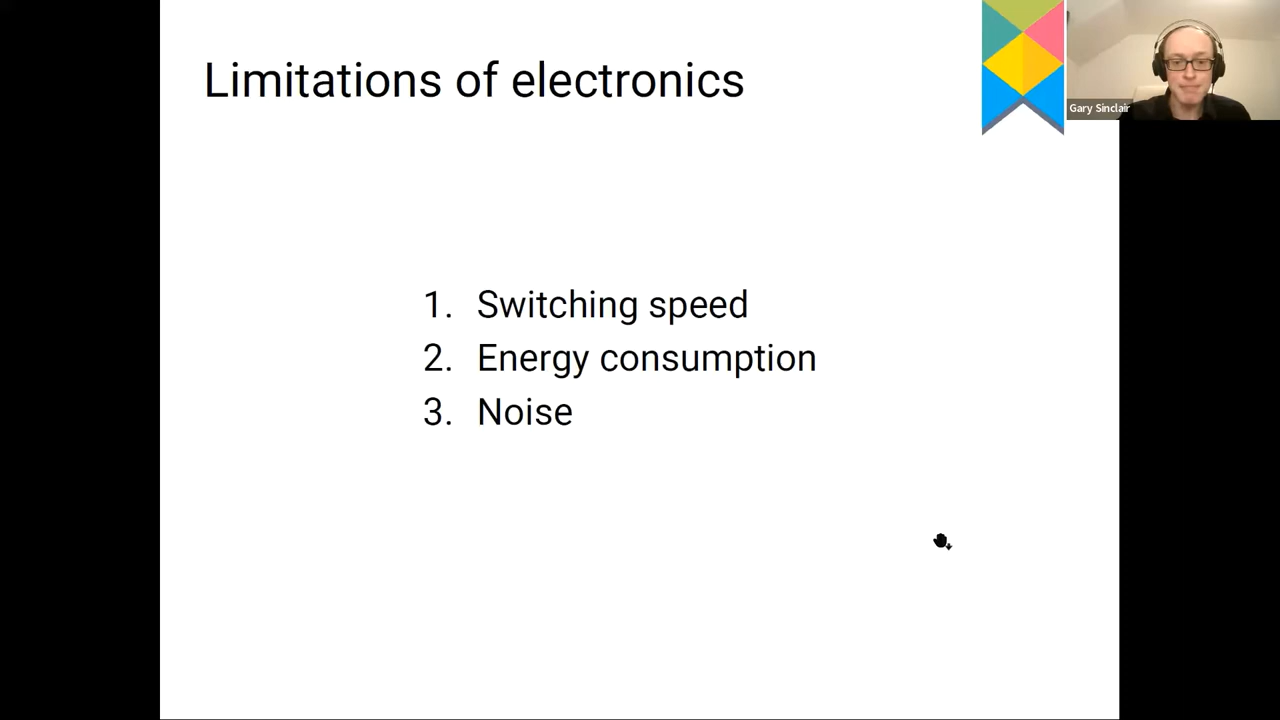 Limitations of electronics
Gary Sinclair
1. Switching speed
2. Energy consumption
3. Noise